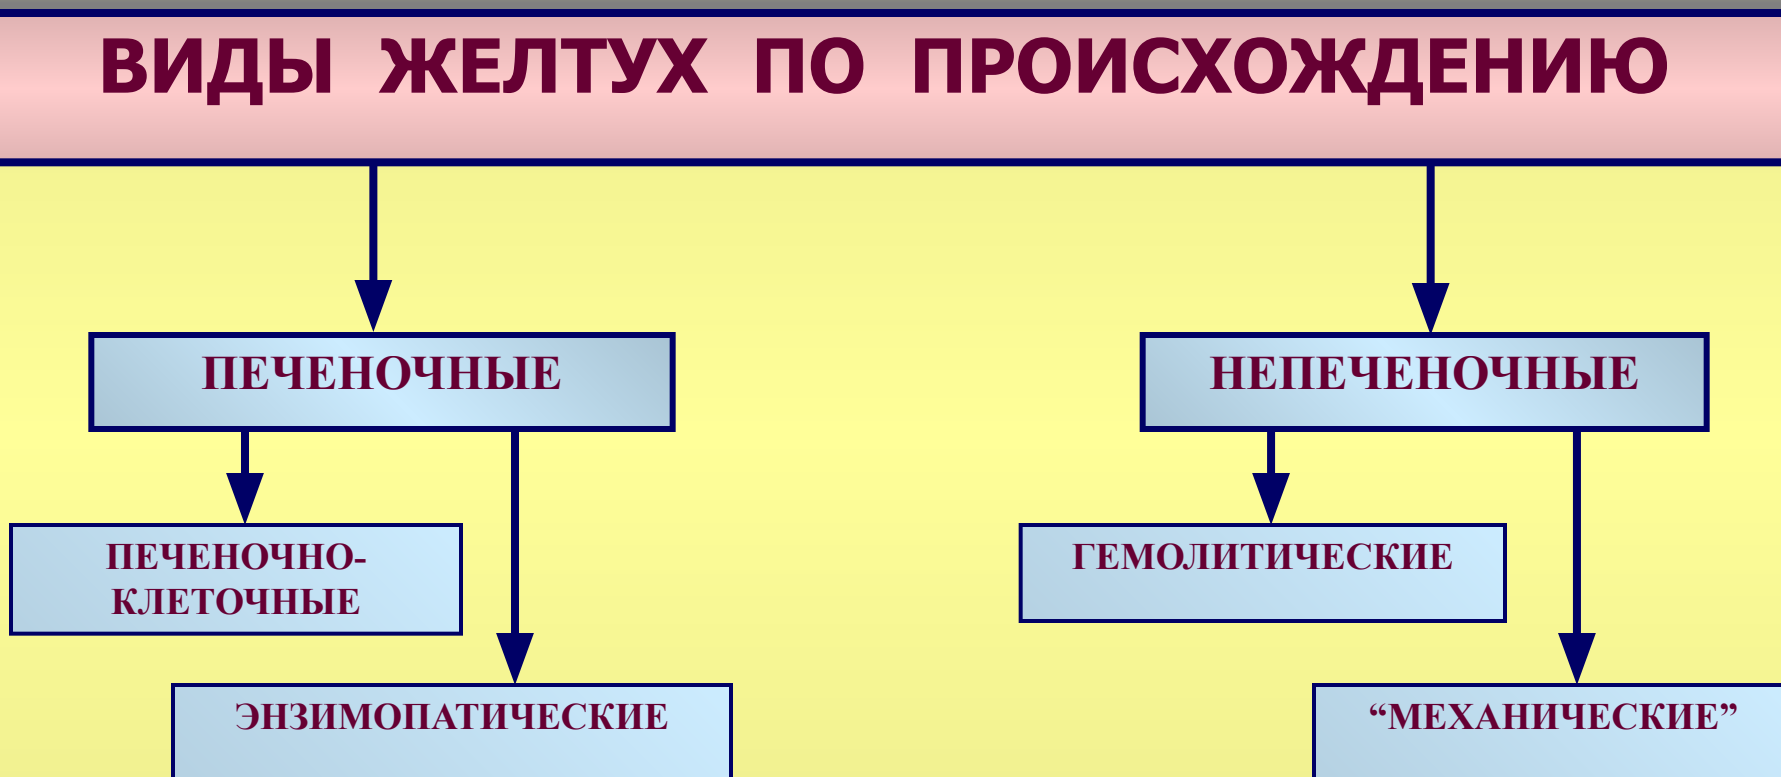 ВИДЫ ЖЕЛТУХ ПО ПРОИСХОЖДЕНИЮ
ПЕЧЕНОЧНЫЕ
НЕПЕЧЕНОЧНЫЕ
ПЕЧЕНОЧНО-
КЛЕТОЧНЫЕ
ГЕМОЛИТИЧЕСКИЕ
ЭНЗИМОПАТИЧЕСКИЕ
“МЕХАНИЧЕСКИЕ”